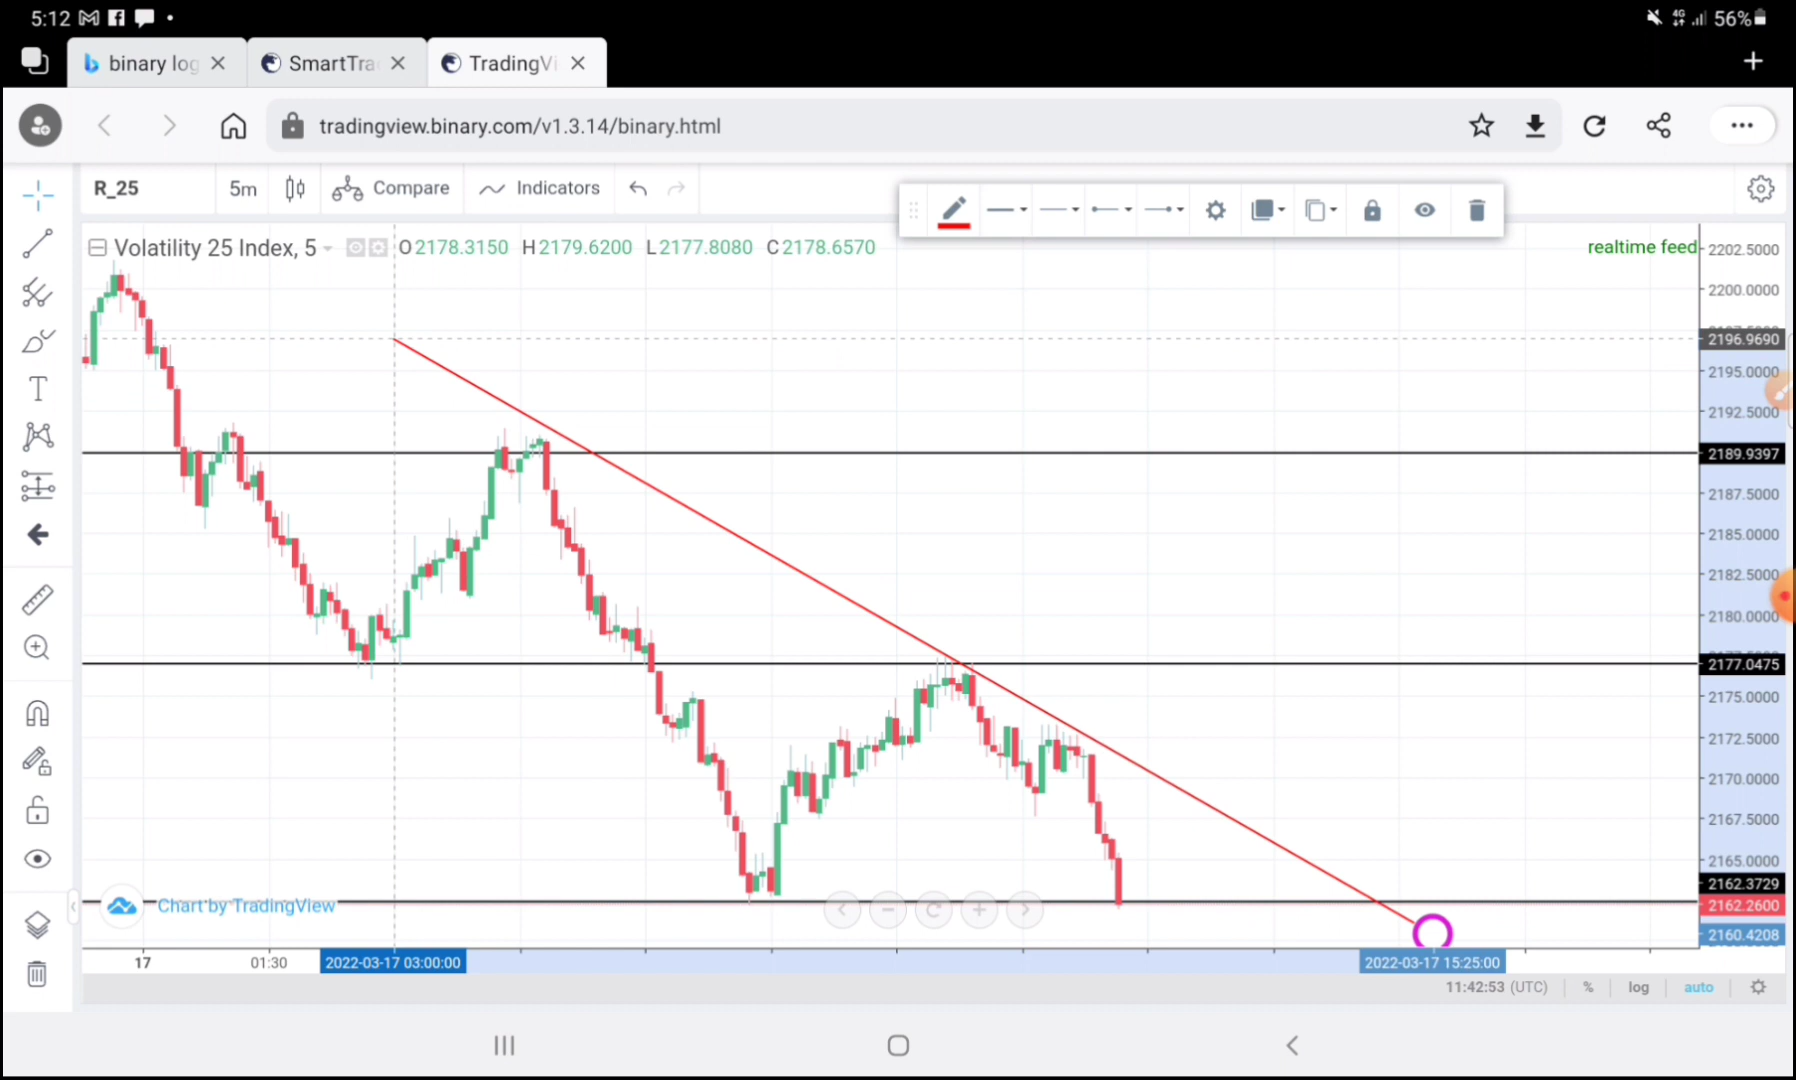 5:12
4G
56%
binary log
SmartTra
TradingVi
tradingview.binary.com/v1.3.14/binary.html
R_25
5m
Compare
Indicators
Volatility 25 Index, 5
O2178.3150 H2179.6200 L2177.8080 C2178.6570
realtime feed
2202.5000
2200.0000
2196.9690
2195.0000
2192.5000
2189.9397
2187.5000
2185.0000
2182.5000
2180.0000
2177.0475
2175.0000
2172.5000
2170.0000
2167.5000
2165.0000
2162.3729
2162.2600
2160.4208
Chart by TradingView
17
01:30
2022-03-17 03:00:00
2022-03-17 15:25:00
11:42:53 (UTC)
%
log
auto